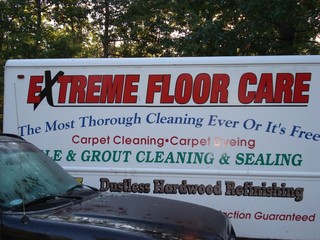 EXTREME FLOOR CARE
The Most Thorough Cleaning Ever Or It's Free
Carpet Cleaning•Carpet Dyeing
& GROUT CLEANING & SEALING
Dustless Hardwood Refinishing
Guaranteed